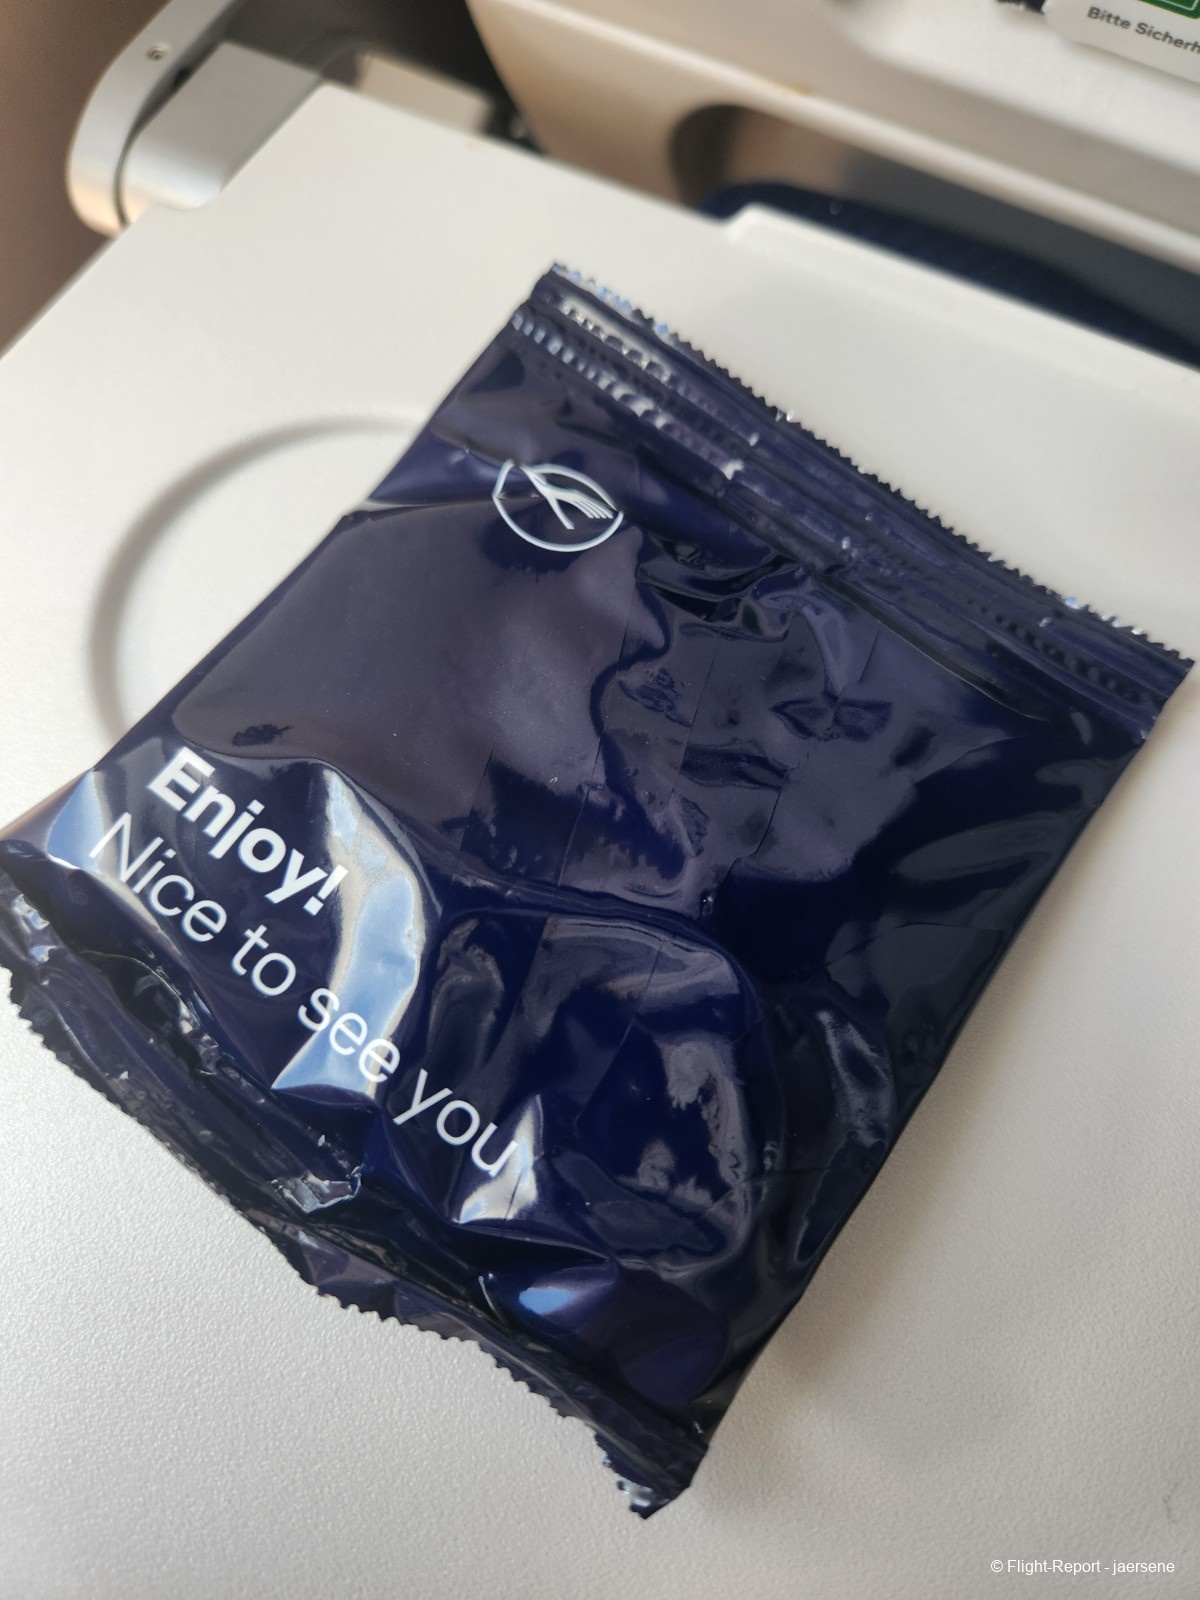 Bitte Sicherh
Enjoy!
Nice to see you
© Flight-Report - jaersene